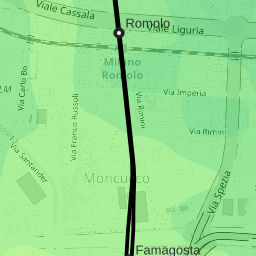 Viale Cassala
Romolo
Viale Liguria
Milano
Romolo
Via Carlo Bo
Via Franco Russoli
Via Rimini
Via Imperia
Via Rimini
Via Santander
Moncucco
Via Spezia
Famagosta